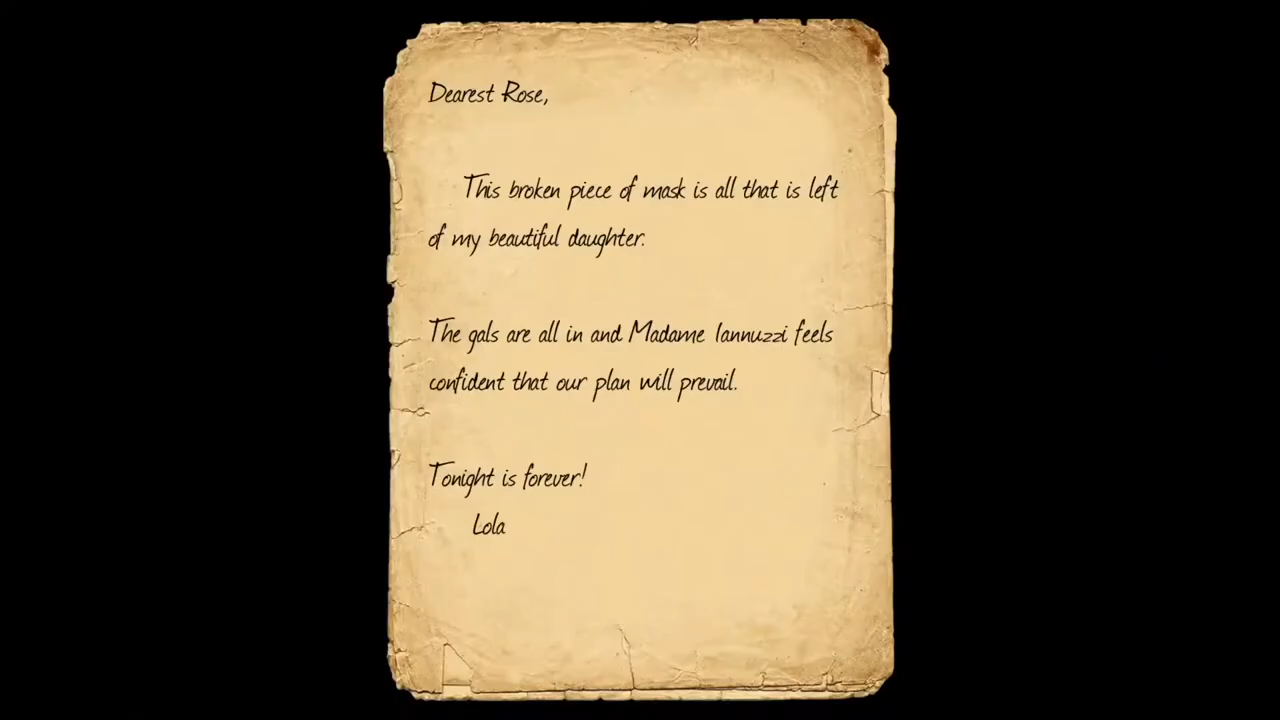 Dearest Rose,
This broken piece of mask is all that is left
of my beautiful daughter.
The gals are all in and Madame Iannuzzi feels
confident that our plan will prevail.
Tonight is forever!
Lola